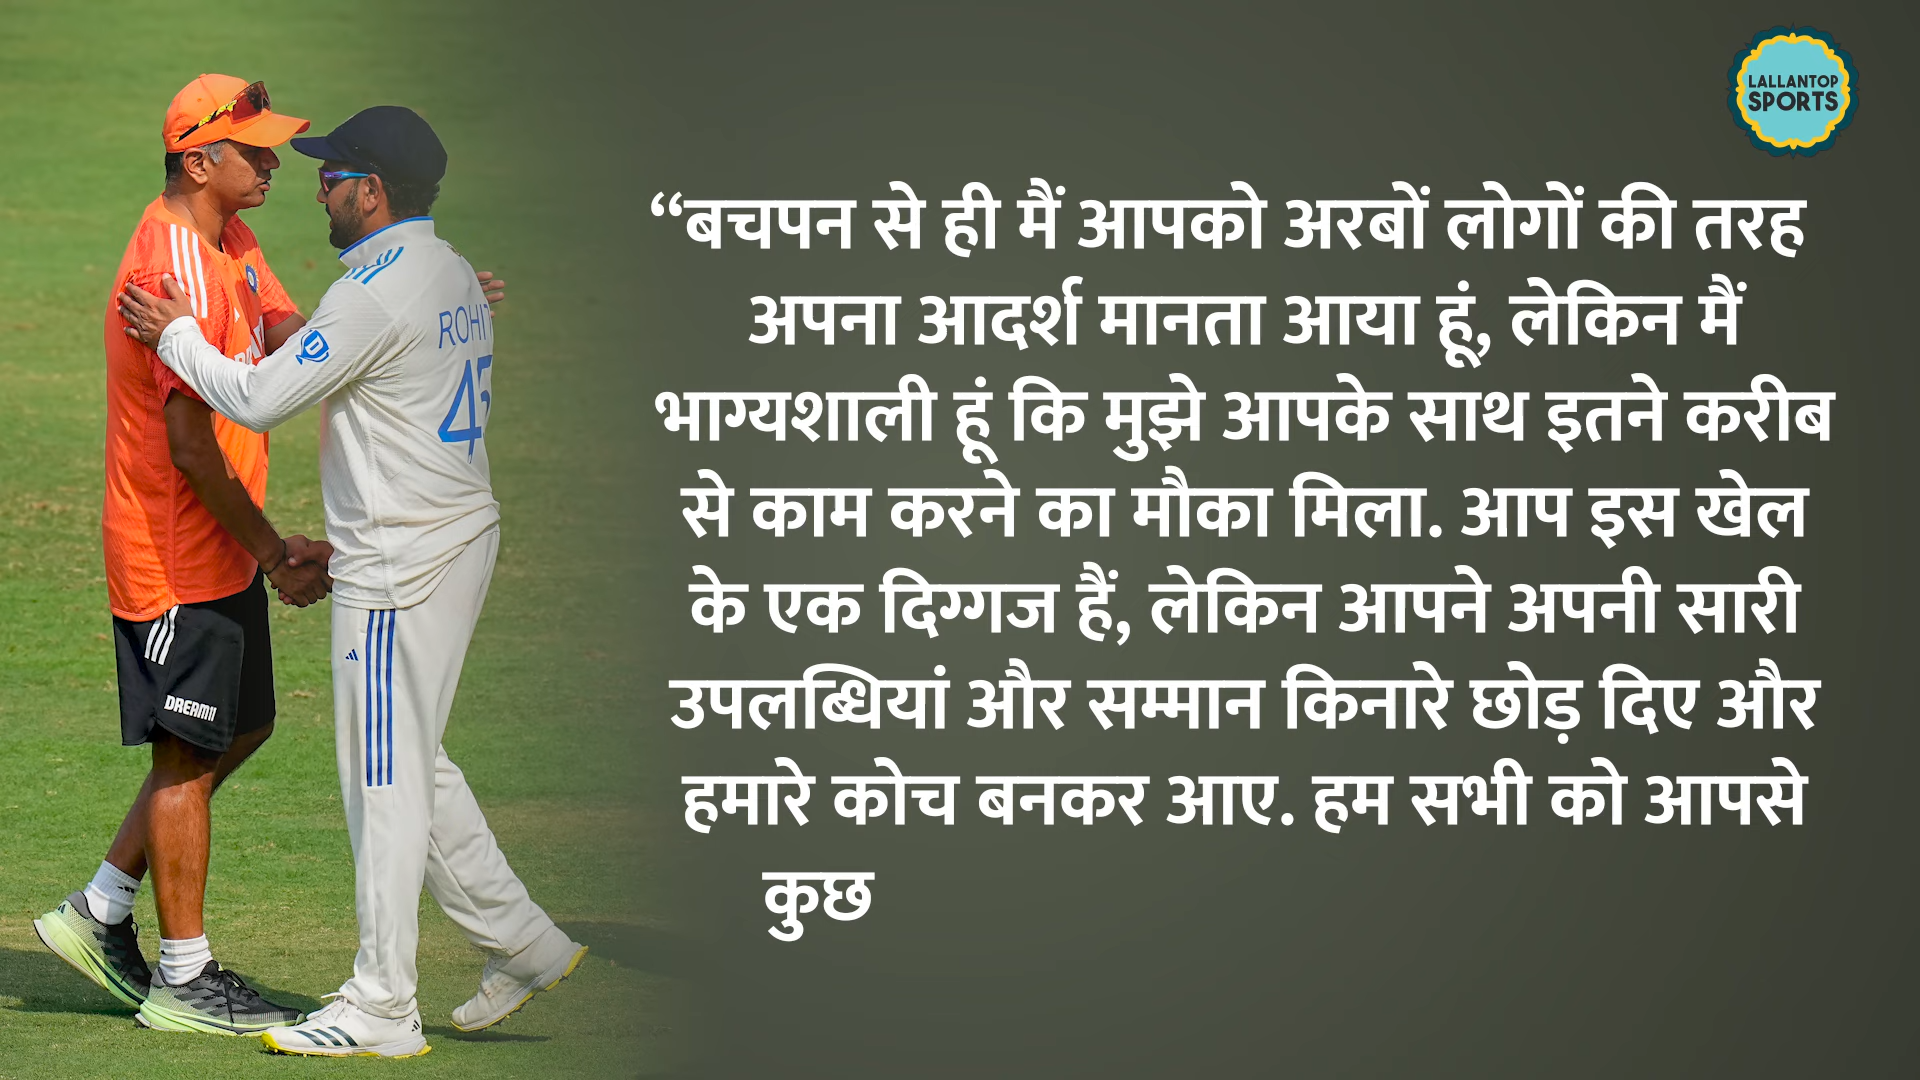 LALLANTOP
SPORTS
“बचपन से ही मैं आपको अरबों लोगों की तरह
अपना आदर्श मानता आया हूं, लेकिन मैं
भाग्यशाली हूं कि मुझे आपके साथ इतने करीब
से काम करने का मौका मिला. आप इस खेल
के एक दिग्गज हैं, लेकिन आपने अपनी सारी
उपलब्धियां और सम्मान किनारे छोड़ दिए और
हमारे कोच बनकर आए. हम सभी को आपसे
कुछ
ROHIT
45
DREAM11